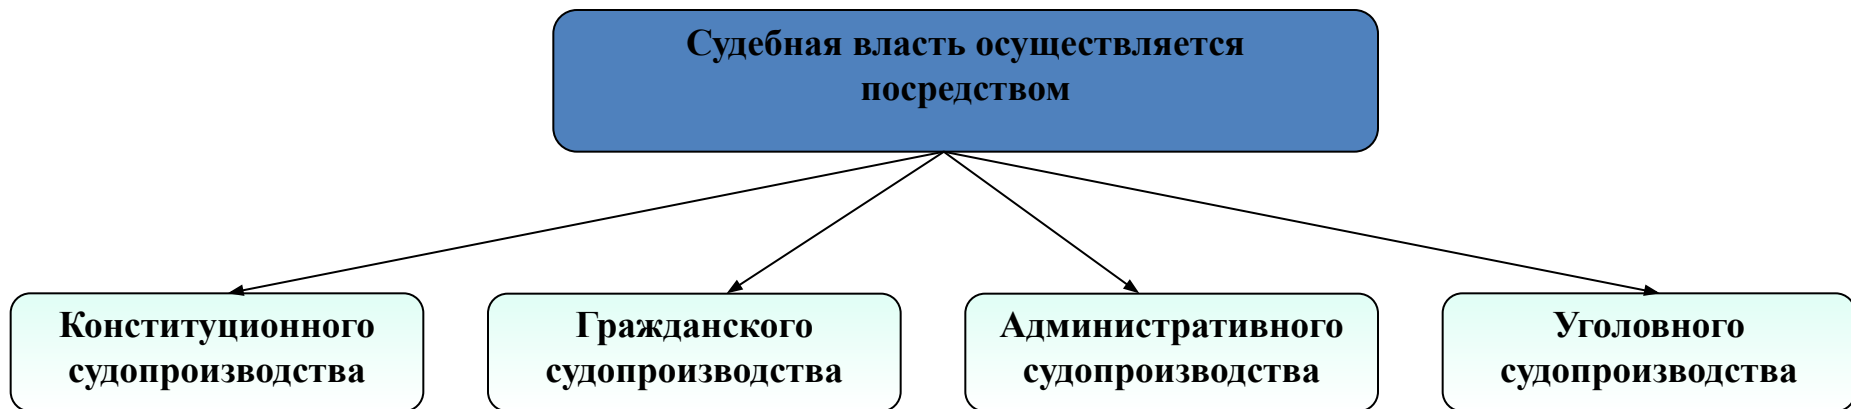 Судебная власть осуществляется
посредством
Конституционного
судопроизводства
Гражданского
судопроизводства
Административного
судопроизводства
Уголовного
судопроизводства